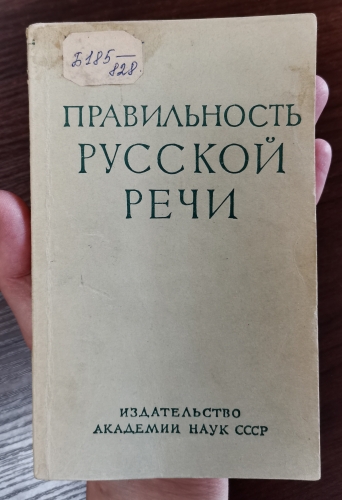 Б185—
828.
ПРАВИЛЬНОСТЬ
РУССКОЙ
РЕЧИ
ИЗДАТЕЛЬСТВО
АКАДЕМИИ НАУК СССР